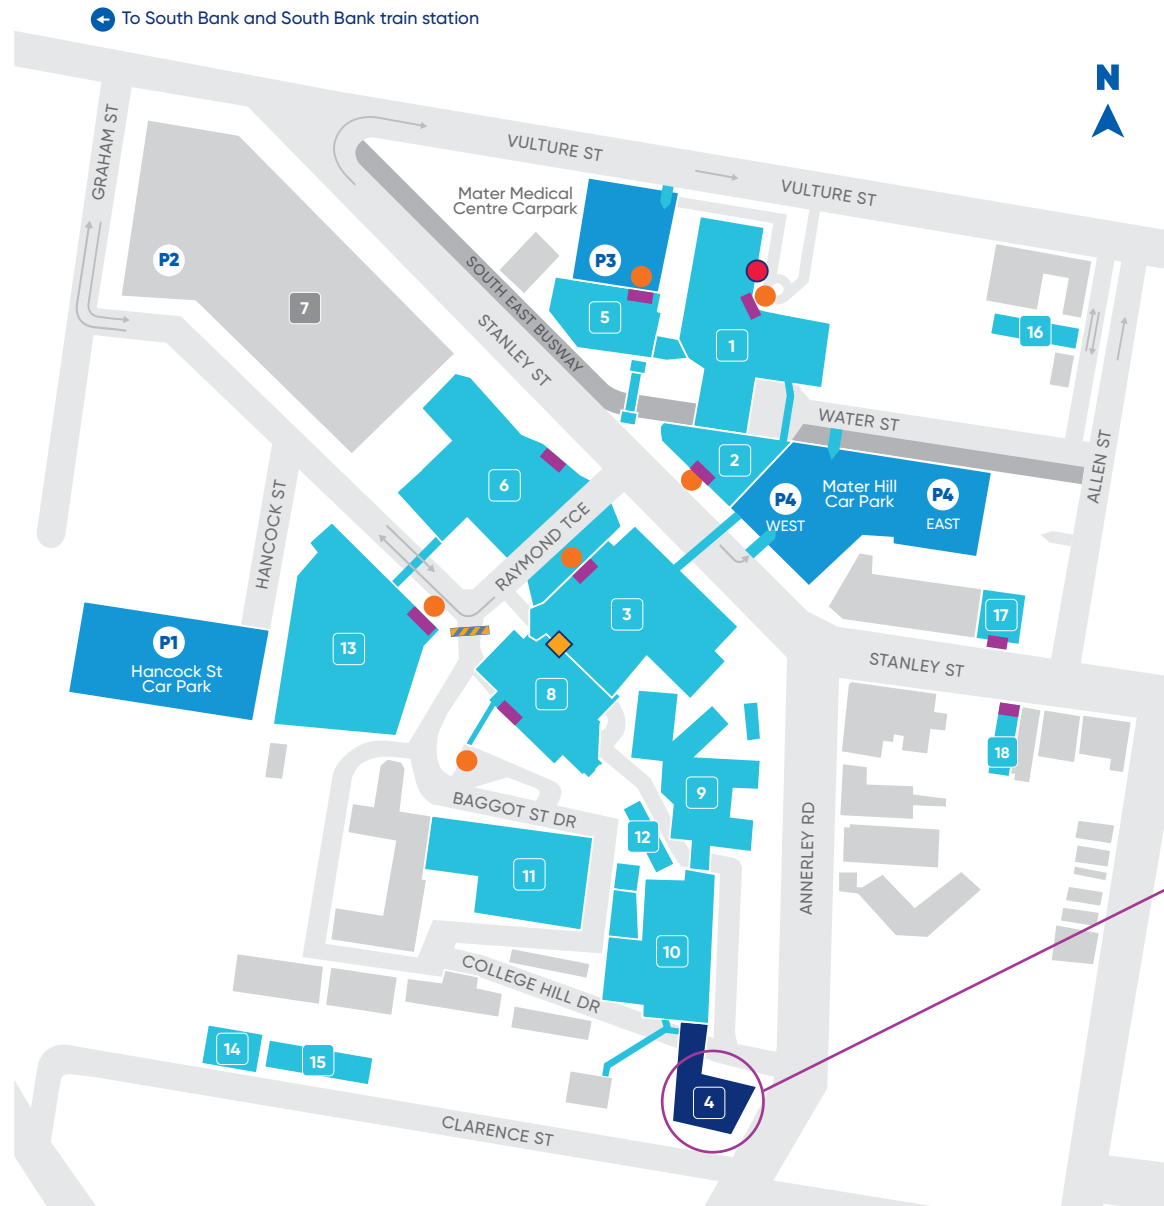 To South Bank and South Bank train station
N
GRAHAM ST
VULTURE ST
VULTURE ST
Mater Medical
Centre Carpark
P2
P3
SOUTH EAST BUSWAY
7
5
1
16
STANLEY ST
WATER ST
ALLEN ST
6
2
P4
WEST
Mater Hill
Car Park
P4
EAST
HANCOCK ST
RAYMOND TCE
3
17
P1
Hancock St
Car Park
13
STANLEY ST
8
18
9
BAGGOT ST DR
12
ANNERLEY RD
11
10
COLLEGE HILL DR
14
15
4
CLARENCE ST